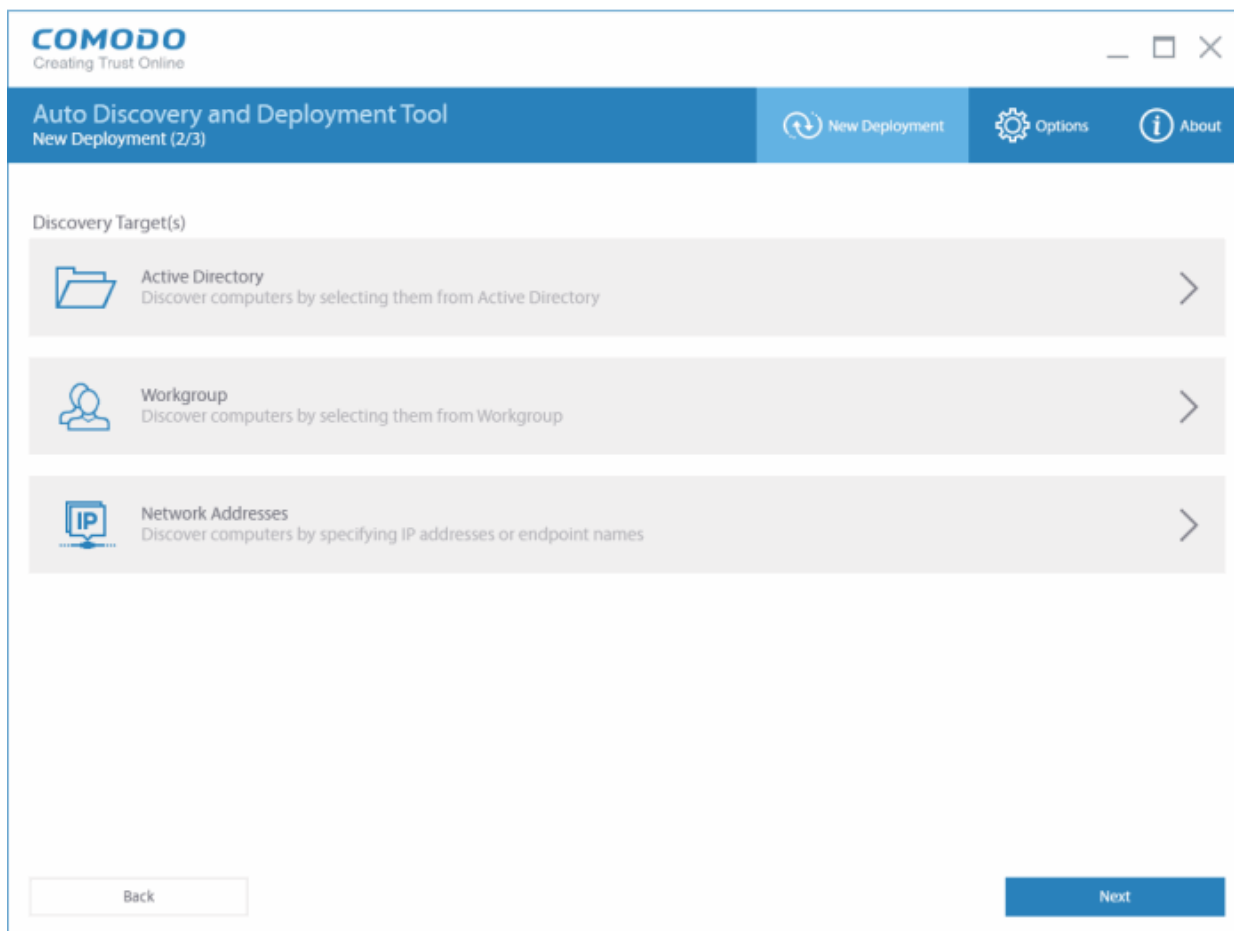 COMODO
Creating Trust Online
Auto Discovery and Deployment Tool
New Deployment (2/3)
New Deployment
Options
About
Discovery Target(s)
Active Directory
Discover computers by selecting them from Active Directory
Workgroup
Discover computers by selecting them from Workgroup
IP
Network Addresses
Discover computers by specifying IP addresses or endpoint names
Back
Next